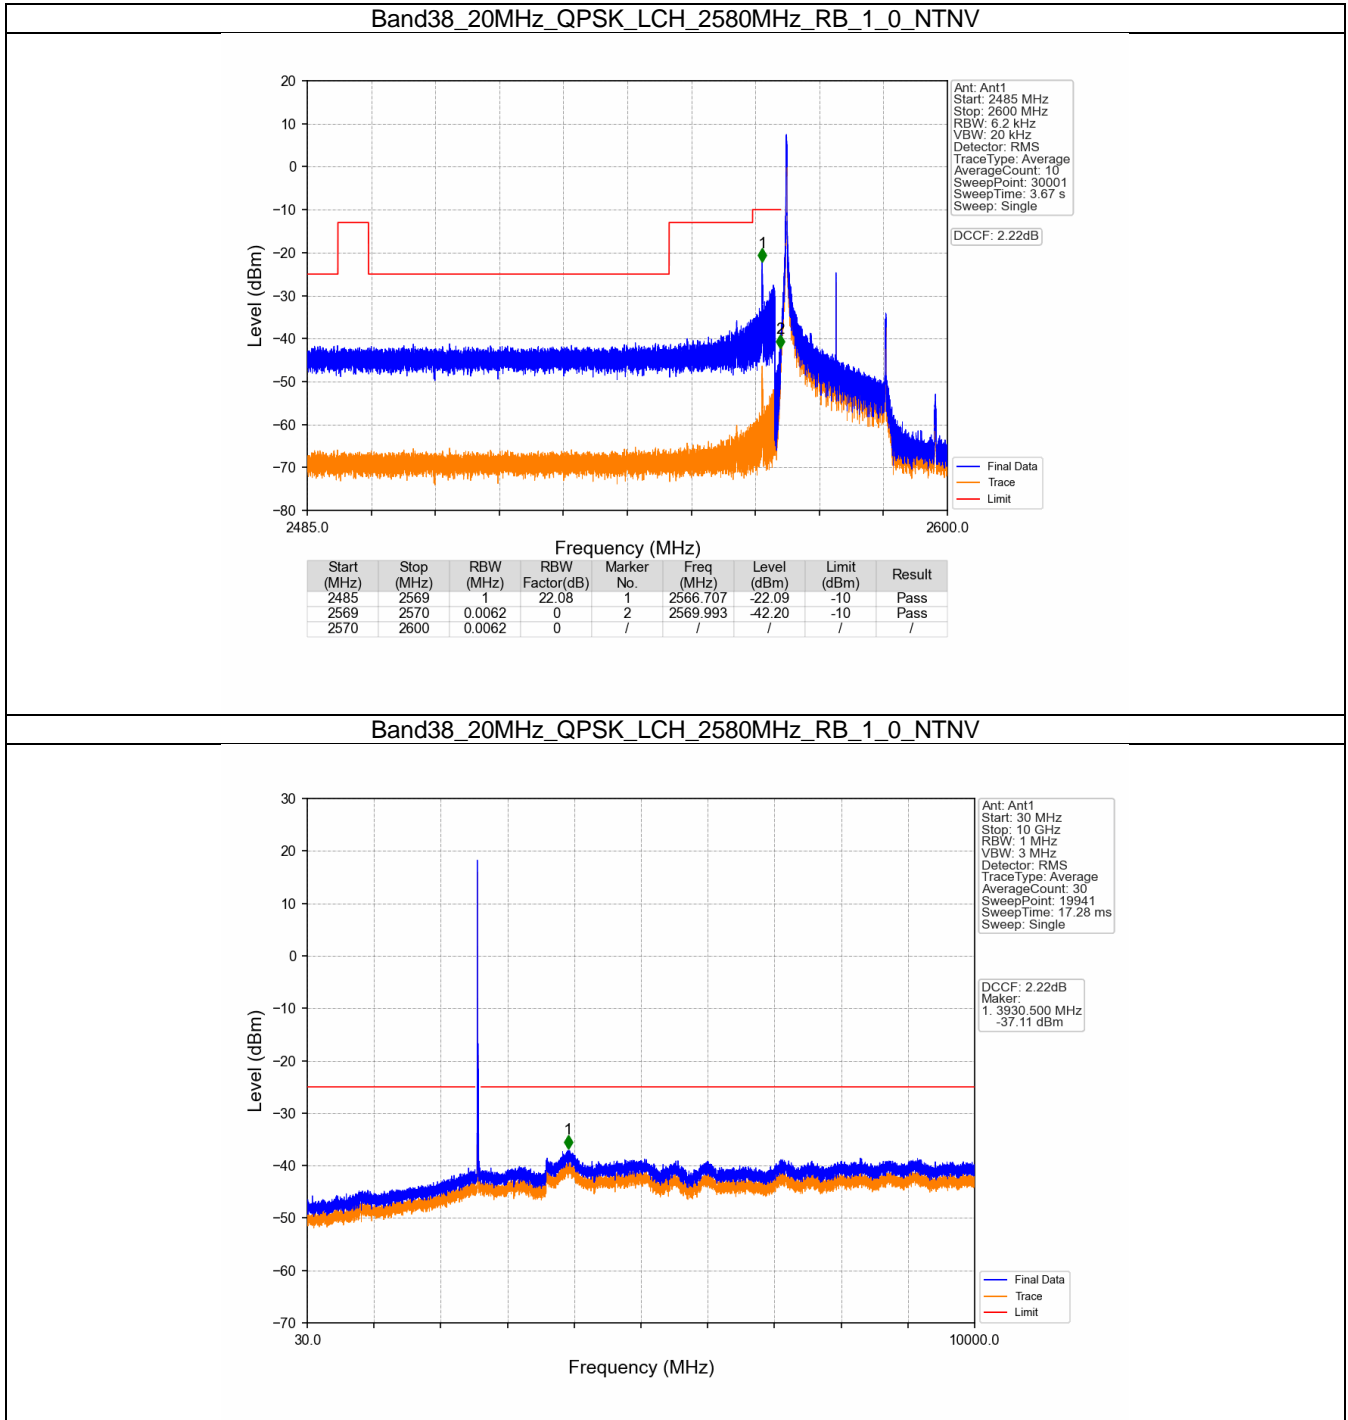 Band38_20MHz_QPSK_LCH_2580MHz_RB_1_0_NTNV
20
10
0
−10
−20
−30
−40
−50
−60
−70
−80
Level (dBm)
1
2
2485.0
2600.0
Frequency (MHz)
Ant: Ant1
Start: 2485 MHz
Stop: 2600 MHz
RBW: 6.2 kHz
VBW: 20 kHz
Detector: RMS
TraceType: Average
AverageCount: 10
SweepPoint: 30001
SweepTime: 3.67 s
Sweep: Single
DCCF: 2.22dB
Final Data
Trace
Limit
Start (MHz) Stop (MHz) RBW (MHz) RBW Factor(dB) Marker No. Freq (MHz) Level (dBm) Limit (dBm) Result
2485 2569 1 22.08 1 2566.707 -22.09 -10 Pass
2569 2570 0.0062 0 2 2569.993 -42.20 -10 Pass
2570 2600 0.0062 0 / / / / /
Band38_20MHz_QPSK_LCH_2580MHz_RB_1_0_NTNV
30
20
10
0
−10
−20
−30
−40
−50
−60
−70
Level (dBm)
1
30.0
10000.0
Frequency (MHz)
Ant: Ant1
Start: 30 MHz
Stop: 10 GHz
RBW: 1 MHz
VBW: 3 MHz
Detector: RMS
TraceType: Average
AverageCount: 30
SweepPoint: 19941
SweepTime: 17.28 ms
Sweep: Single
DCCF: 2.22dB
Maker:
1. 3930.500 MHz
-37.11 dBm
Final Data
Trace
Limit